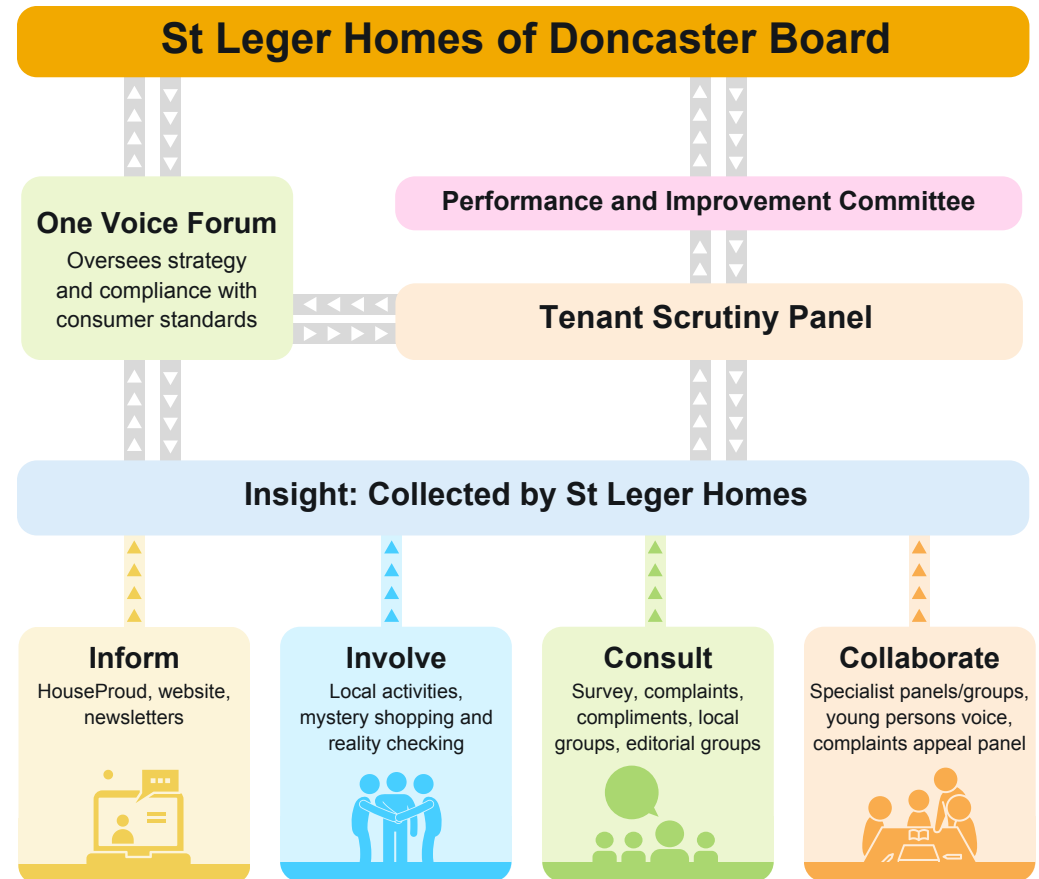 St Leger Homes of Doncaster Board
One Voice Forum
Oversees strategy
and compliance with
consumer standards
Performance and Improvement Committee
Tenant Scrutiny Panel
Insight: Collected by St Leger Homes
Inform
HouseProud, website,
newsletters
Involve
Local activities,
mystery shopping and
reality checking
Consult
Survey, complaints,
compliments, local
groups, editorial groups
Collaborate
Specialist panels/groups,
young persons voice,
complaints appeal panel